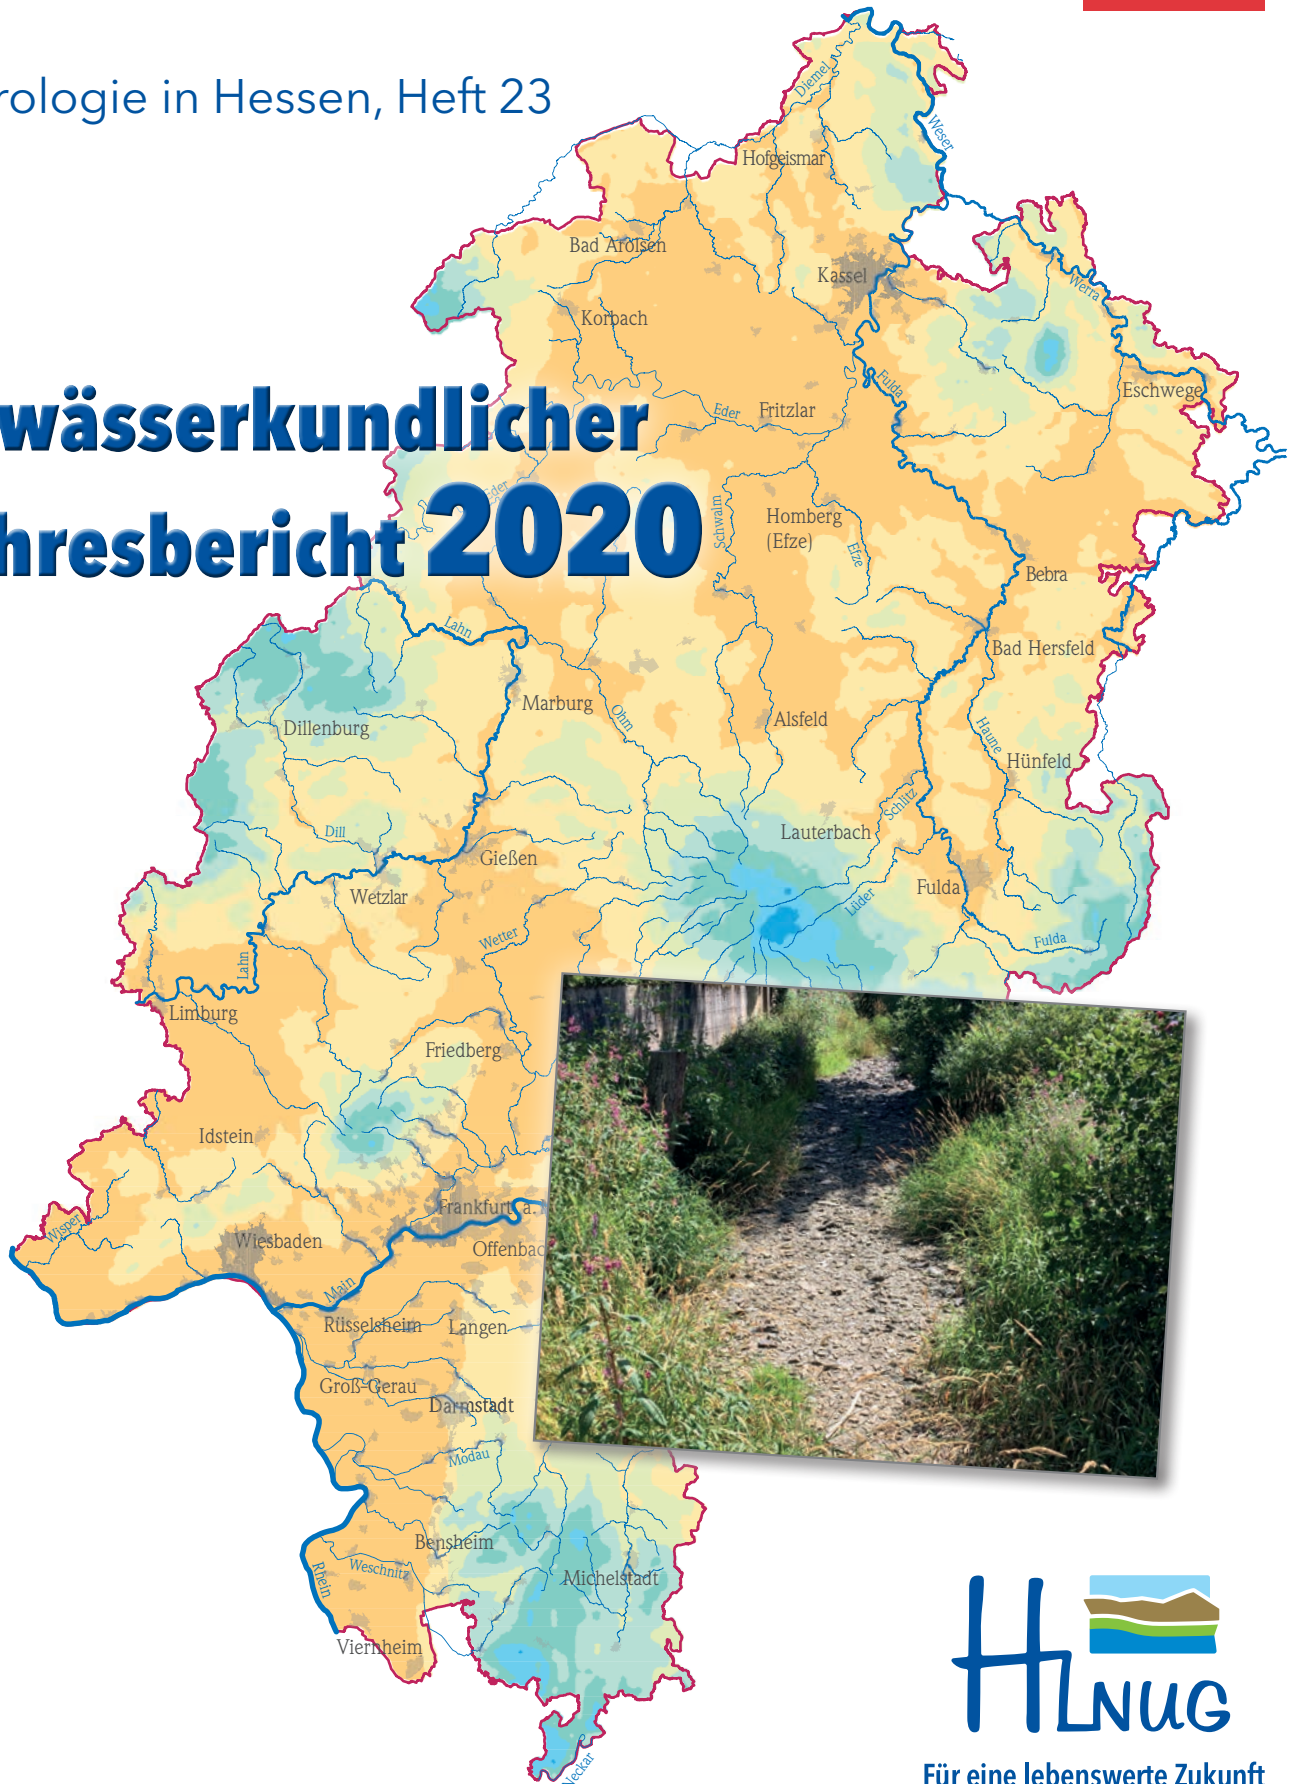 rologie in Hessen, Heft 23
wässerkundlicher
hresbericht 2020
Diemel
Weser
Hofgeismar
Bad Arolsen
Kassel
Werra
Korbach
Fulda
Eschwege
Eder
Fritzlar
Eder
Schwalm
Homberg
(Efze)
Efze
Bebra
Lahn
Bad Hersfeld
Marburg
Ohm
Alsfeld
Dillenburg
Haune
Hünfeld
Schlitz
Dill
Lauterbach
Gießen
Wetzlar
Fulda
Lüder
Wetter
Fulda
Lahn
Limburg
Friedberg
Idstein
Frankfurt a.
Wisper
Wiesbaden
Offenbac
Main
Rüsselsheim
Langen
Groß-Gerau
Darmstadt
Modau
Bensheim
Rhein
Weschnitz
Michelstadt
Viernheim
Neckar
HLNUG
Für eine lebenswerte Zukunft